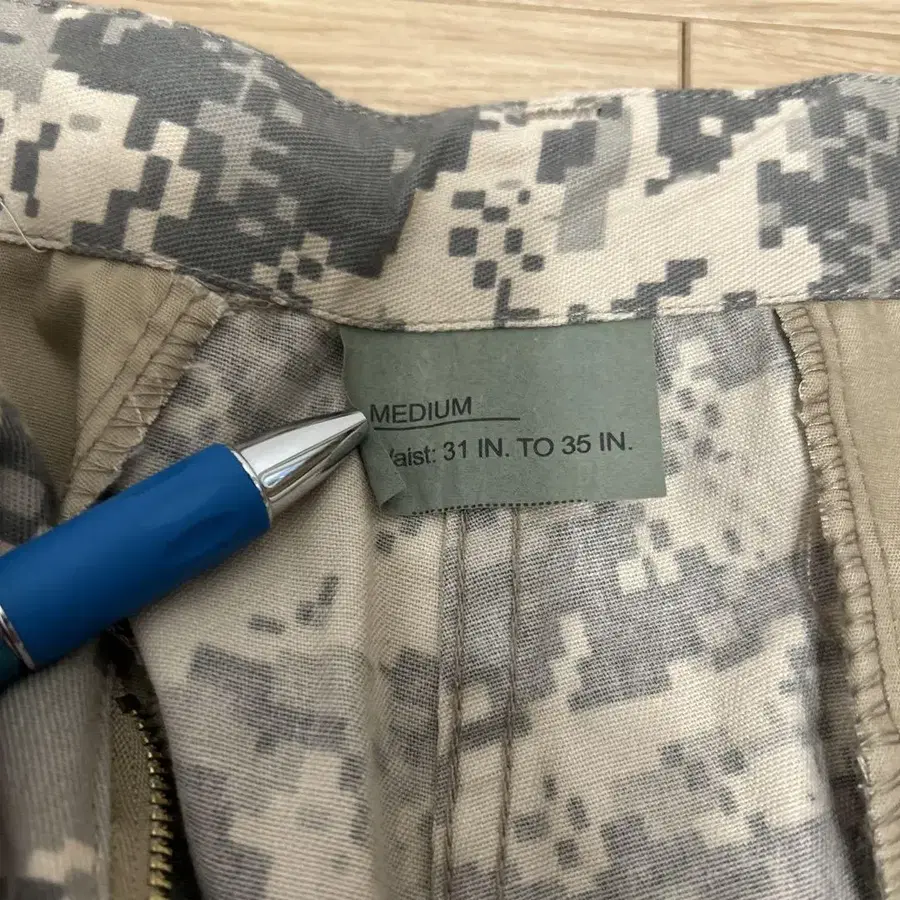 MEDIUM
aist: 31 IN. TO 35 IN.